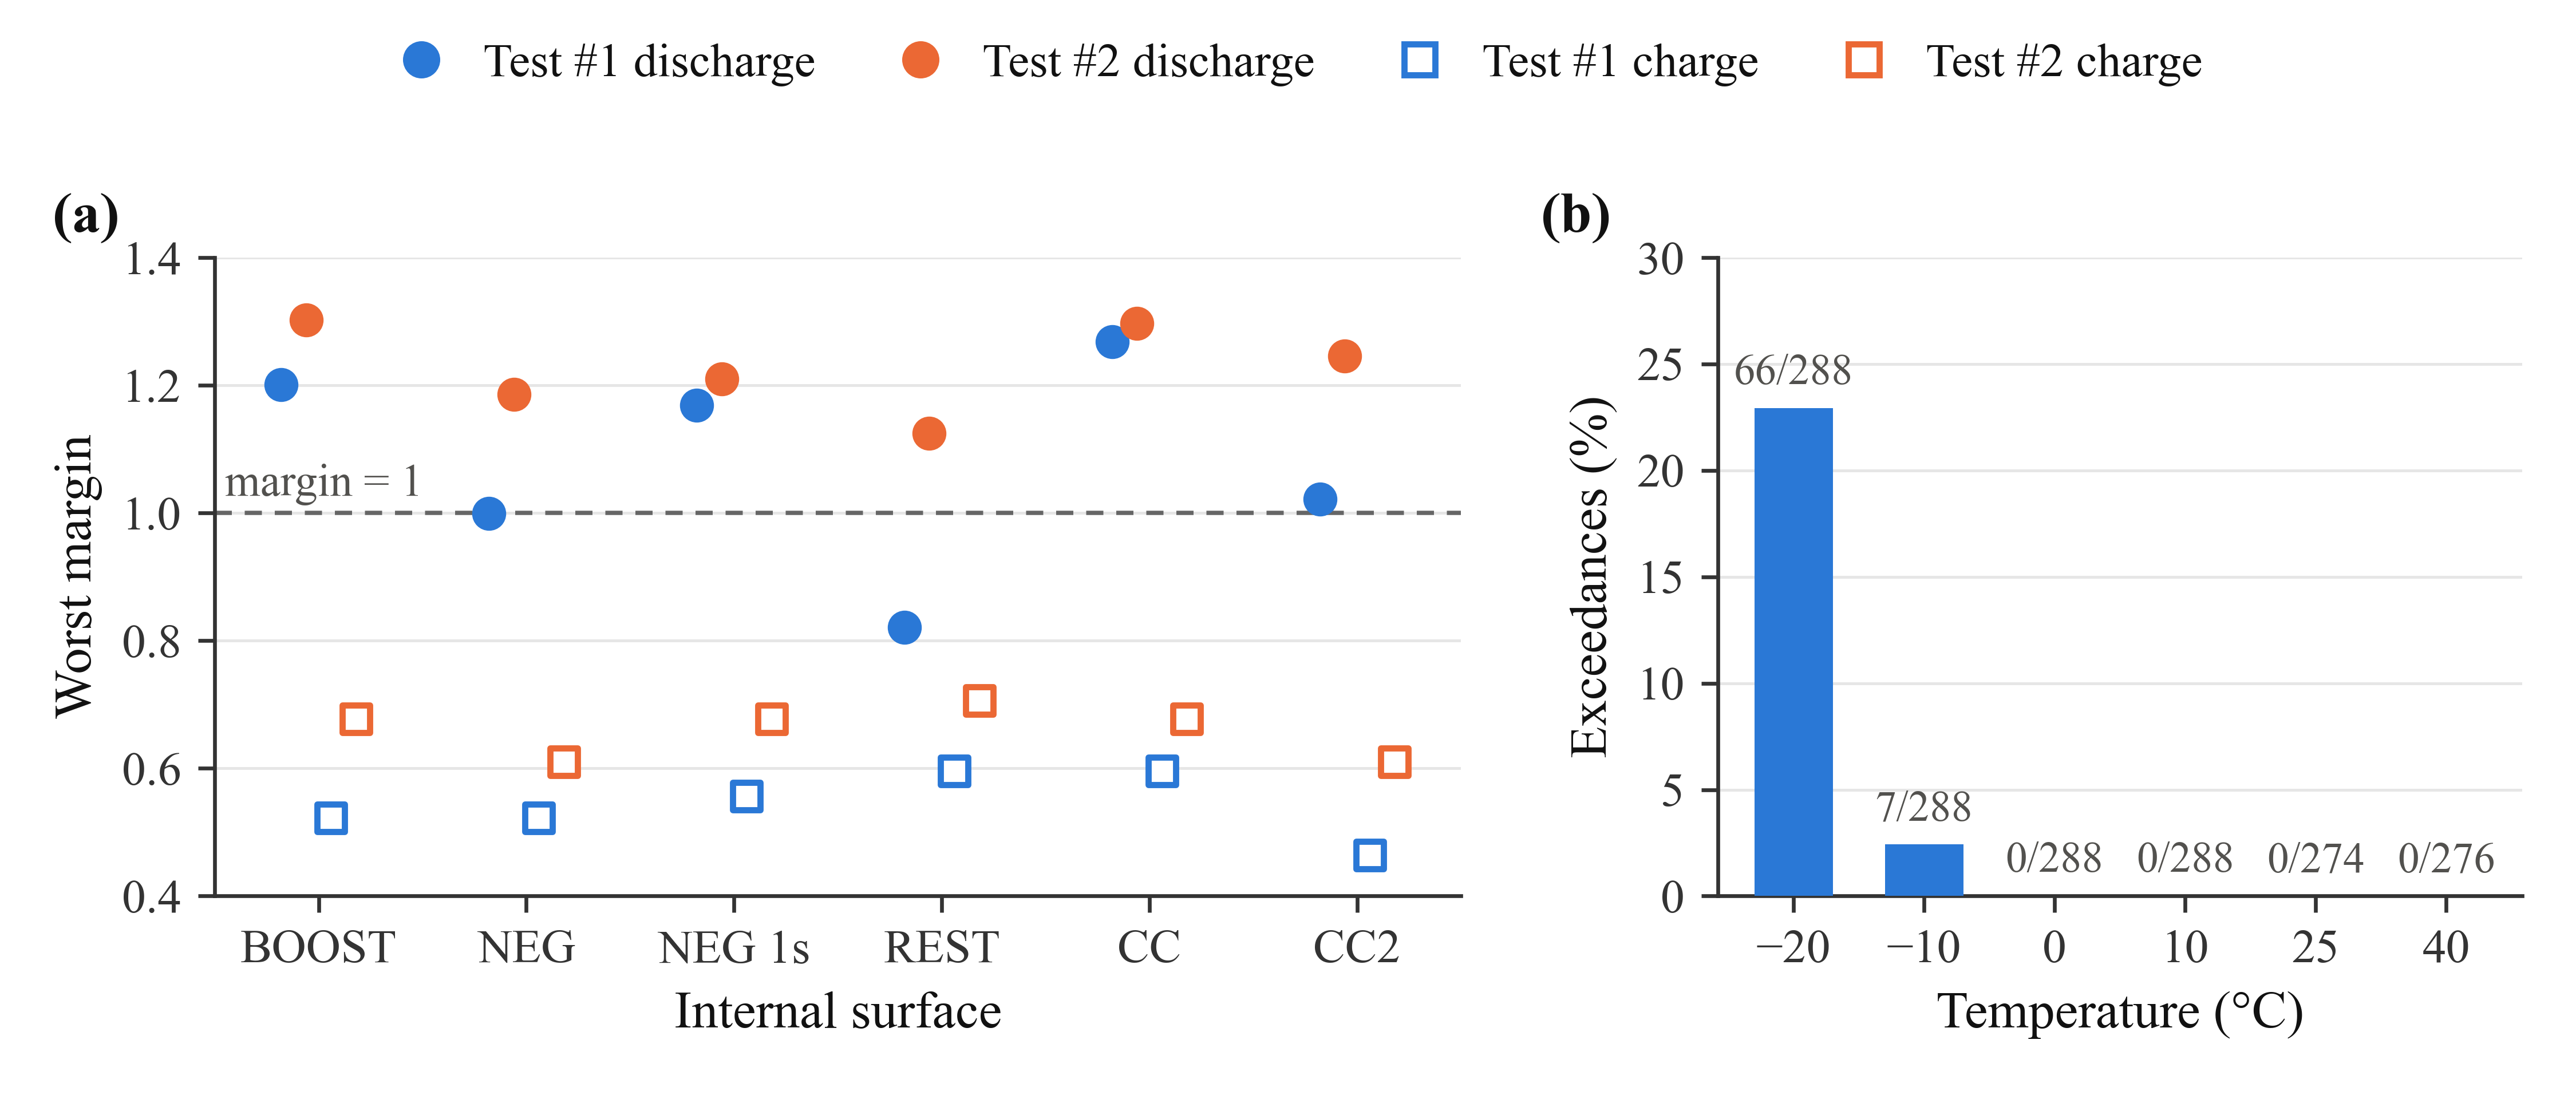 Test #1 discharge Test #2 discharge Test #1 charge Test #2 charge
(a)
Worst margin
1.4
1.2
1.0
0.8
0.6
0.4
margin = 1
BOOST NEG NEG 1s REST CC CC2
Internal surface
(b)
Exceedances (%)
30
25
20
15
10
5
0
66/288
7/288
0/288 0/288 0/274 0/276
−20 −10 0 10 25 40
Temperature (°C)